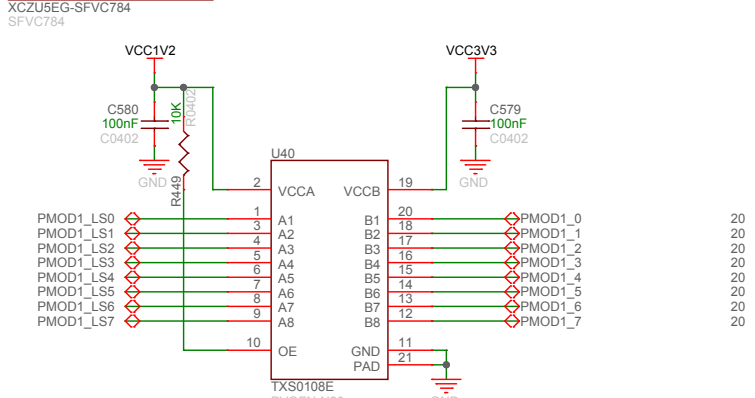 XCZU5EG-SFVC784
SFVC784
VCC1V2
VCC3V3
C580
100nF
C0402
10K
R0402
R449
GND
C579
100nF
C0402
GND
U40
2 VCCA VCCB 19
PMOD1_LS0 1 A1 B1 20 PMOD1_0 20
PMOD1_LS1 3 A2 B2 18 PMOD1_1 20
PMOD1_LS2 4 A3 B3 17 PMOD1_2 20
PMOD1_LS3 5 A4 B4 16 PMOD1_3 20
PMOD1_LS4 6 A5 B5 15 PMOD1_4 20
PMOD1_LS5 7 A6 B6 14 PMOD1_5 20
PMOD1_LS6 8 A7 B7 13 PMOD1_6 20
PMOD1_LS7 9 A8 B8 12 PMOD1_7 20
10 OE GND 11
PAD 21
TXS0108E
GND